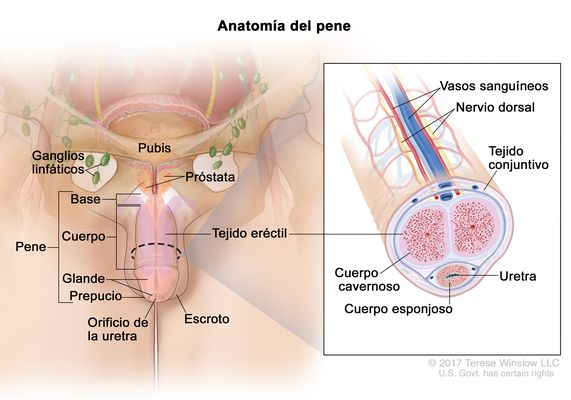 Anatomía del pene
Pubis
Ganglios
linfáticos
Próstata
Base
Pene
Cuerpo
Tejido eréctil
Glande
Prepucio
Orificio de
la uretra
Escroto
Vasos sanguíneos
Nervio dorsal
Tejido
conjuntivo
Cuerpo
cavernoso
Uretra
Cuerpo esponjoso
© 2017 Terese Winslow LLC
U.S. Govt. has certain rights